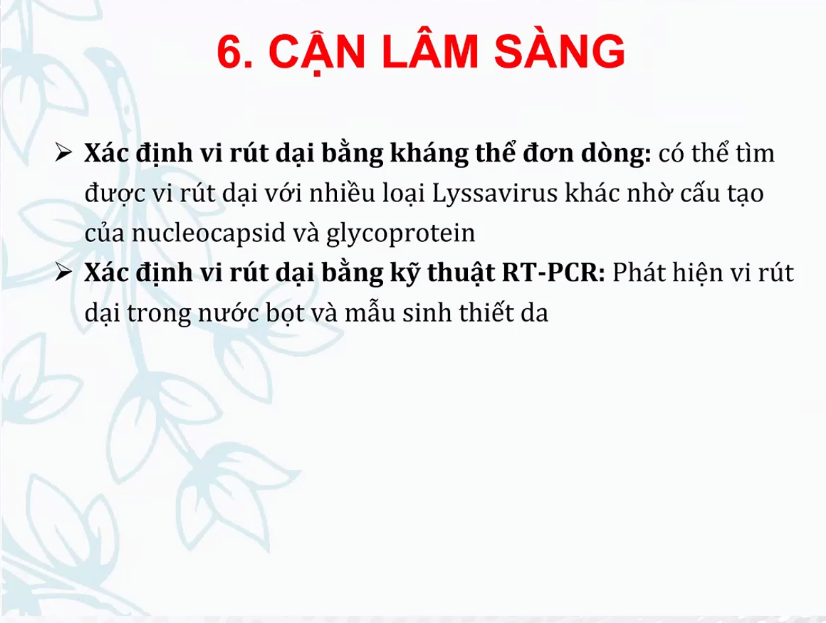 6. CẬN LÂM SÀNG
➢ Xác định vi rút dại bằng kháng thể đơn dòng: có thể tìm
được vi rút dại với nhiều loại Lyssavirus khác nhờ cấu tạo
của nucleocapsid và glycoprotein
➢ Xác định vi rút dại bằng kỹ thuật RT-PCR: Phát hiện vi rút
dại trong nước bọt và mẫu sinh thiết da